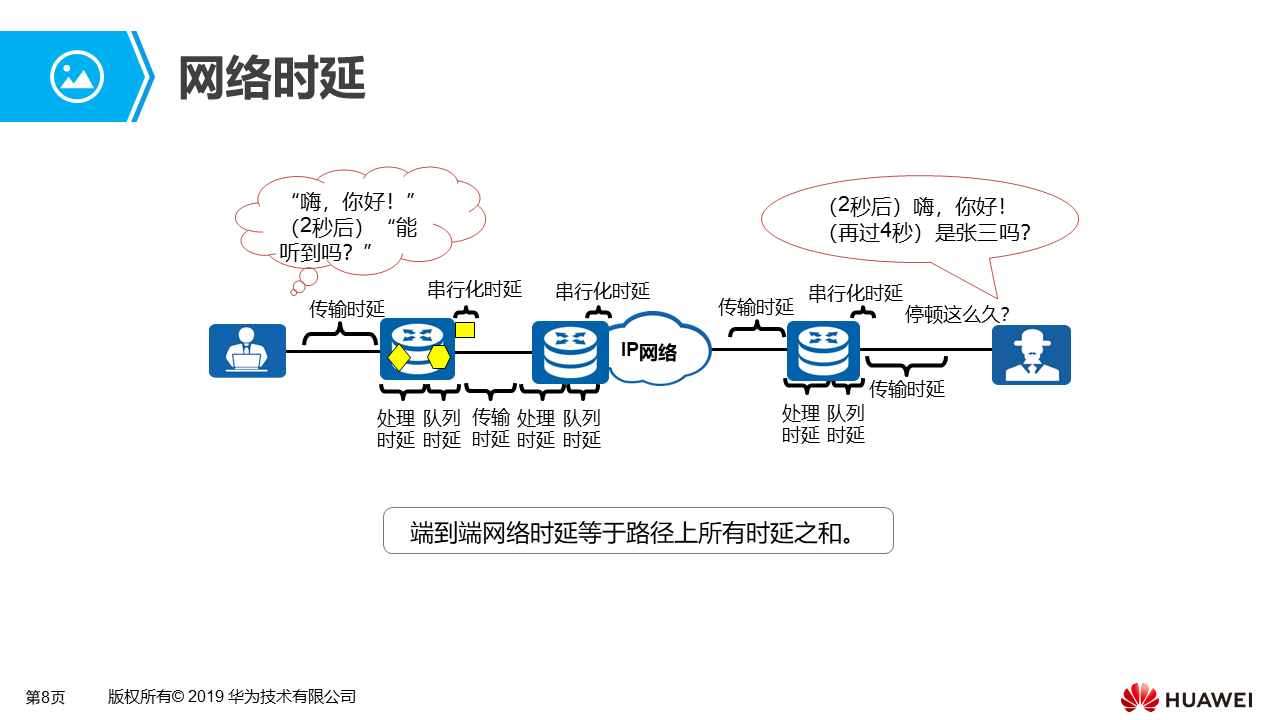 网络时延
“嗨，你好！”
（2秒后）“能
听到吗？”
（2秒后）嗨，你好！
（再过4秒）是张三吗？
传输时延
串行化时延
串行化时延
传输时延
串行化时延
停顿这么久？
IP网络
传输时延
处理
时延
队列
时延
传输
时延
处理
时延
队列
时延
处理
时延
队列
时延
端到端网络时延等于路径上所有时延之和。
第8页
版权所有© 2019 华为技术有限公司
HUAWEI